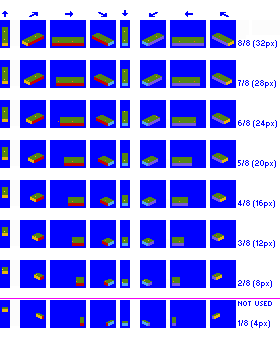 8/8 (32px)
7/8 (28px)
6/8 (24px)
5/8 (20px)
4/8 (16px)
3/8 (12px)
2/8 (8px)
NOT USED
1/8 (4px)